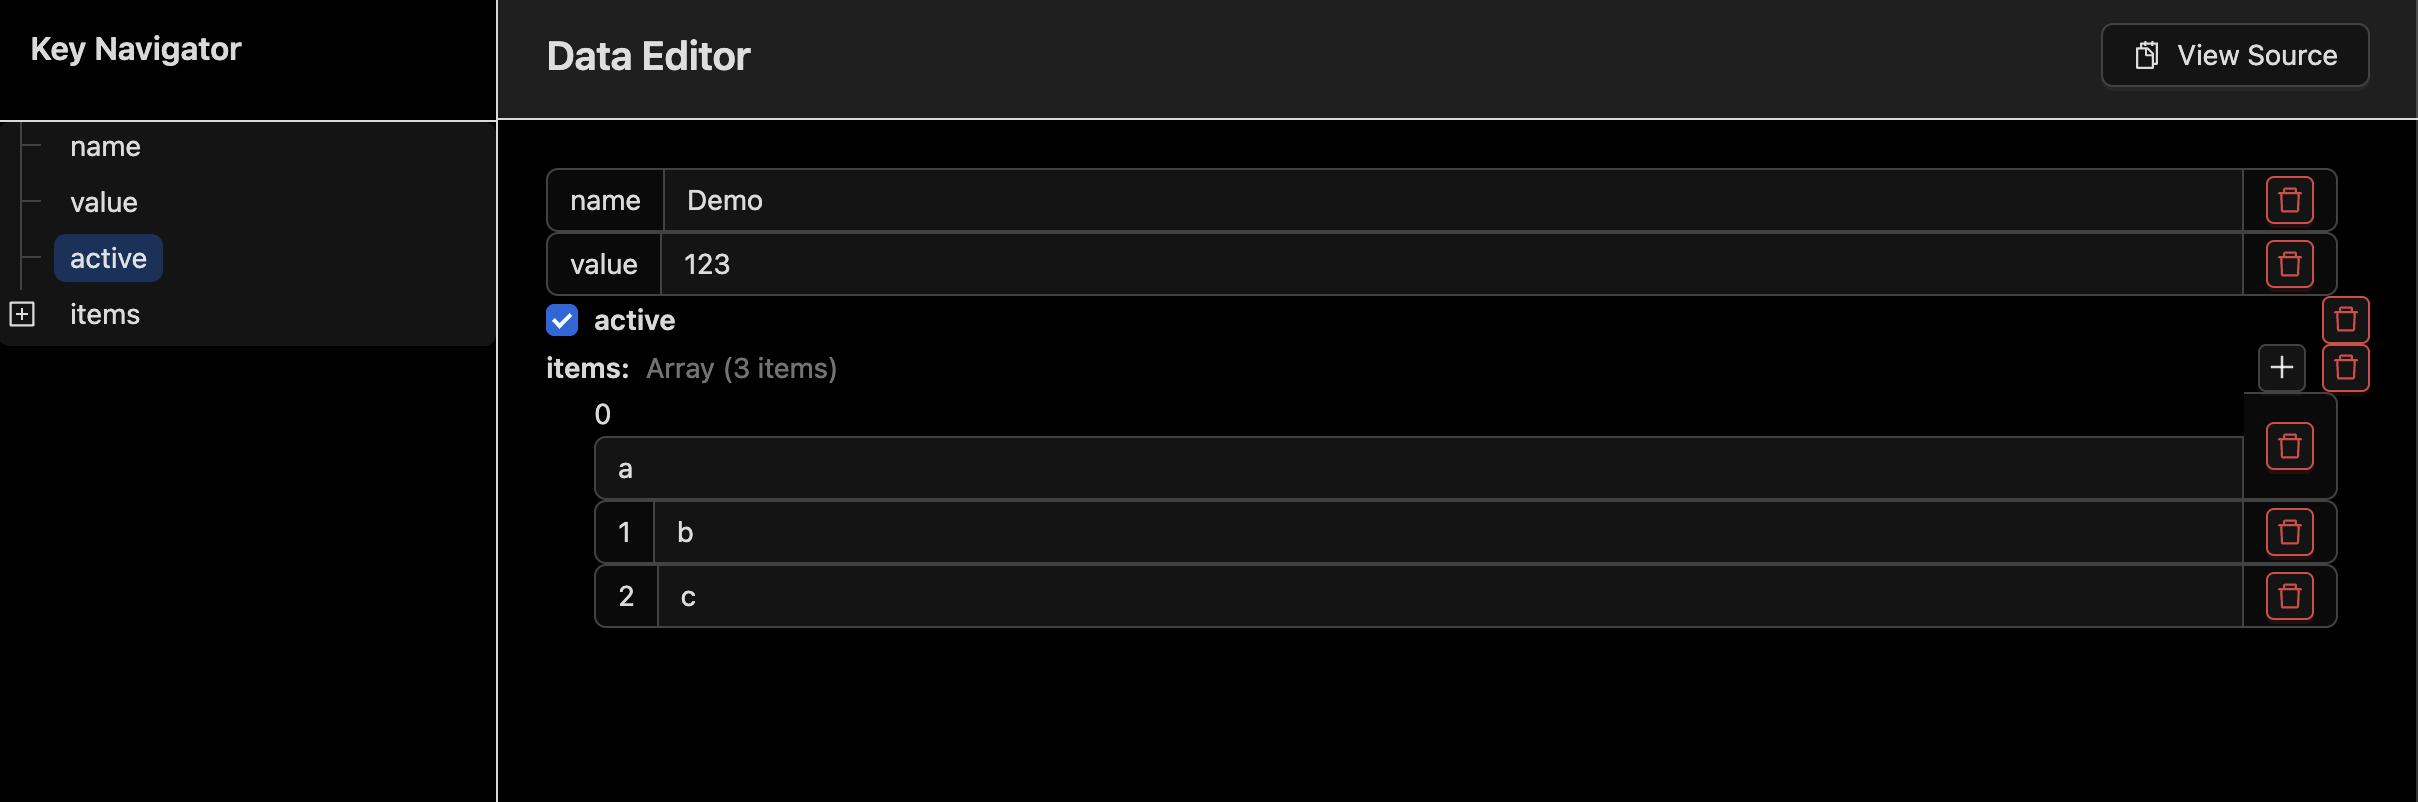 Key Navigator
name
value
active
items
Data Editor
View Source
name Demo
value 123
active
items: Array (3 items)
0
a
1 b
2 c